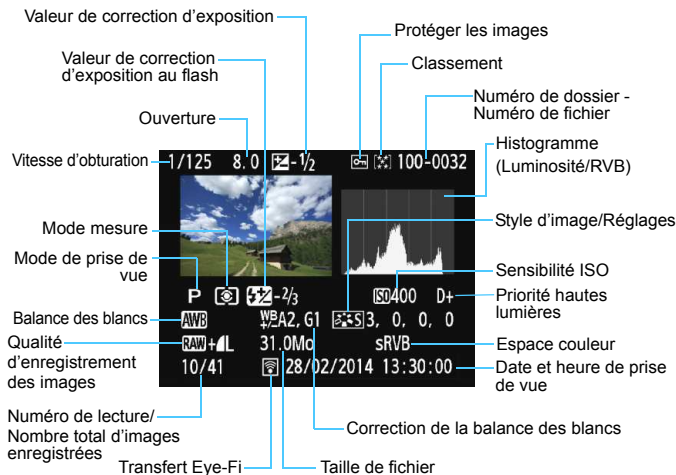 Valeur de correction d'exposition
Protéger les images
Valeur de correction
d'exposition au flash
Classement
Numéro de dossier -
Numéro de fichier
Ouverture
Histogramme
(Luminosité/RVB)
Vitesse d'obturation
1/125 8.0 -1/2 100-0032
Mode mesure
Style d'image/Réglages
Mode de prise de
vue
Sensibilité ISO
P -2/3 ISO400 D+
Priorité hautes
lumières
Balance des blancs
AWB WB A2, G1 S 3, 0, 0, 0
Qualité
d'enregistrement
des images
RAW+L 31.0Mo sRVB
Espace couleur
10/41 28/02/2014 13:30:00
Date et heure de prise
de vue
Numéro de lecture/
Nombre total d'images
enregistrées
Correction de la balance des blancs
Transfert Eye-Fi
Taille de fichier